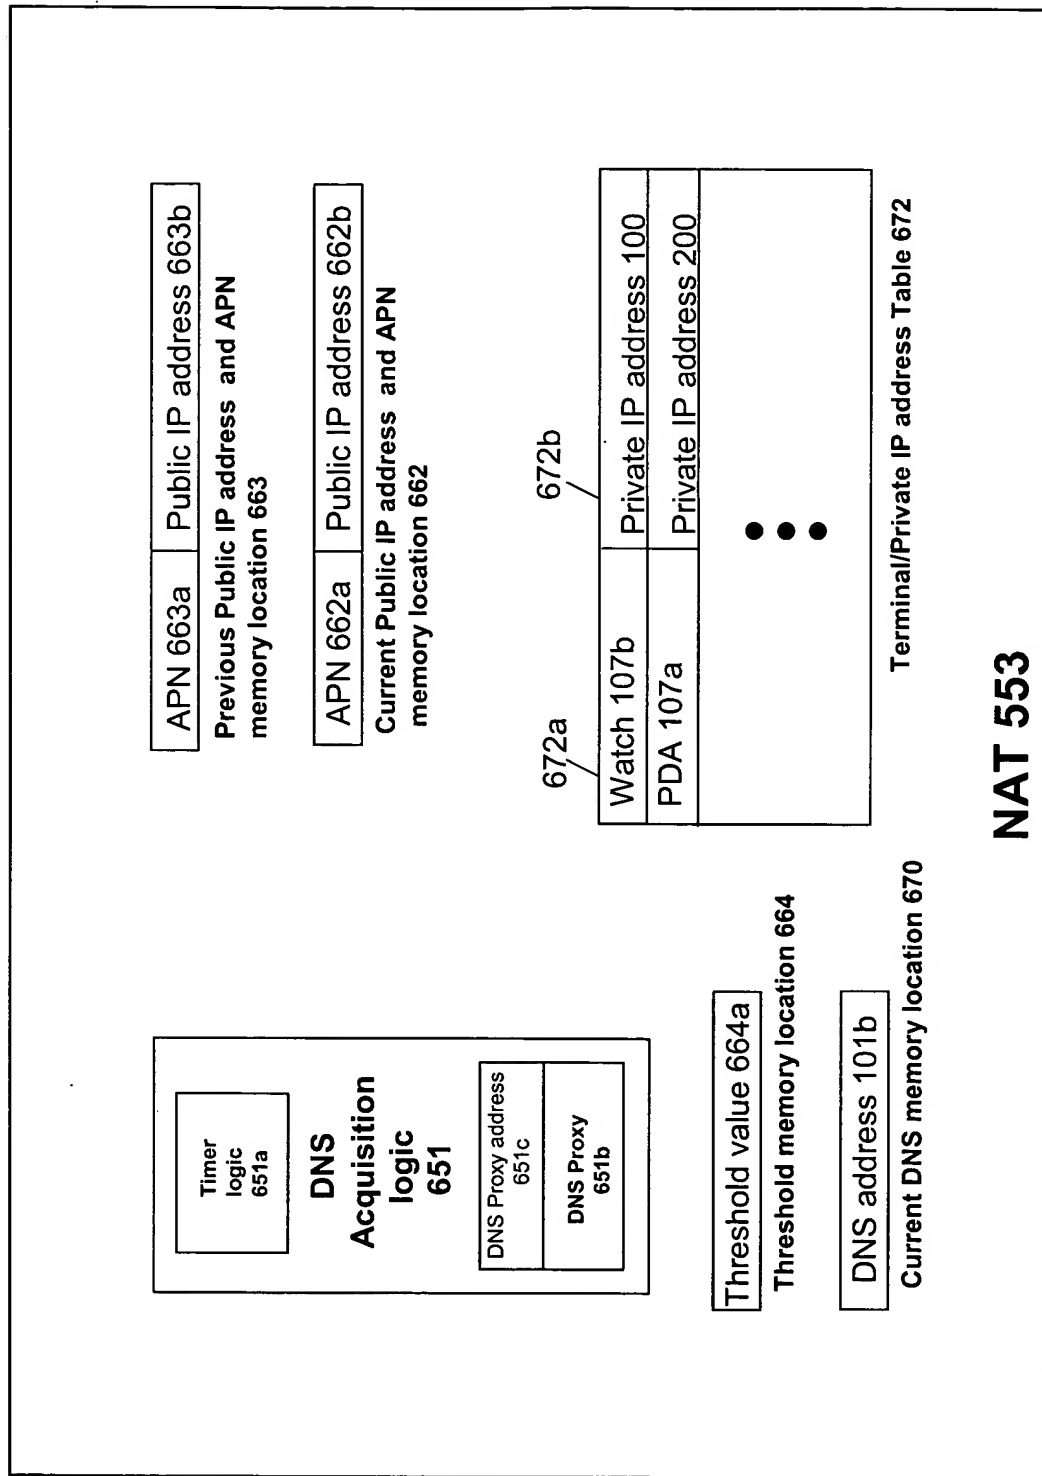 Timer
logic
651a
DNS
Acquisition
logic
651
DNS Proxy address
651c
DNS Proxy
651b
Threshold value 664a
Threshold memory location 664
DNS address 101b
Current DNS memory location 670
APN 663a
Public IP address 663b
Previous Public IP address and APN
memory location 663
APN 662a
Public IP address 662b
Current Public IP address and APN
memory location 662
672a
672b
Watch 107b
Private IP address 100
PDA 107a
Private IP address 200
Terminal/Private IP address Table 672
NAT 553